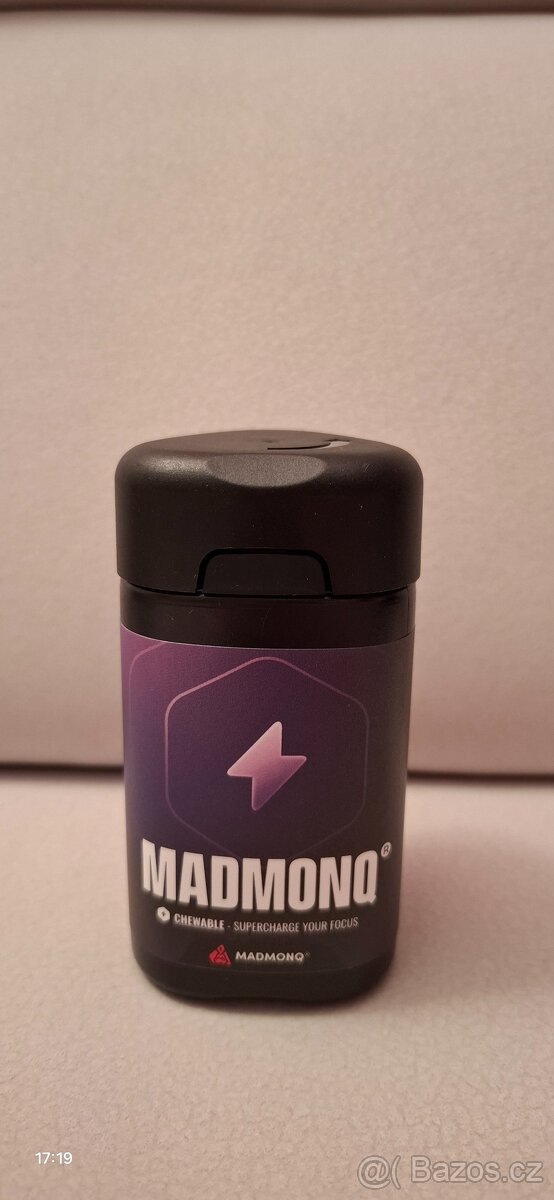 MADMONQ®
CHEWABLE - SUPERCHARGE YOUR FOCUS
MADMONQ®
17:19
@( Bazos.cz